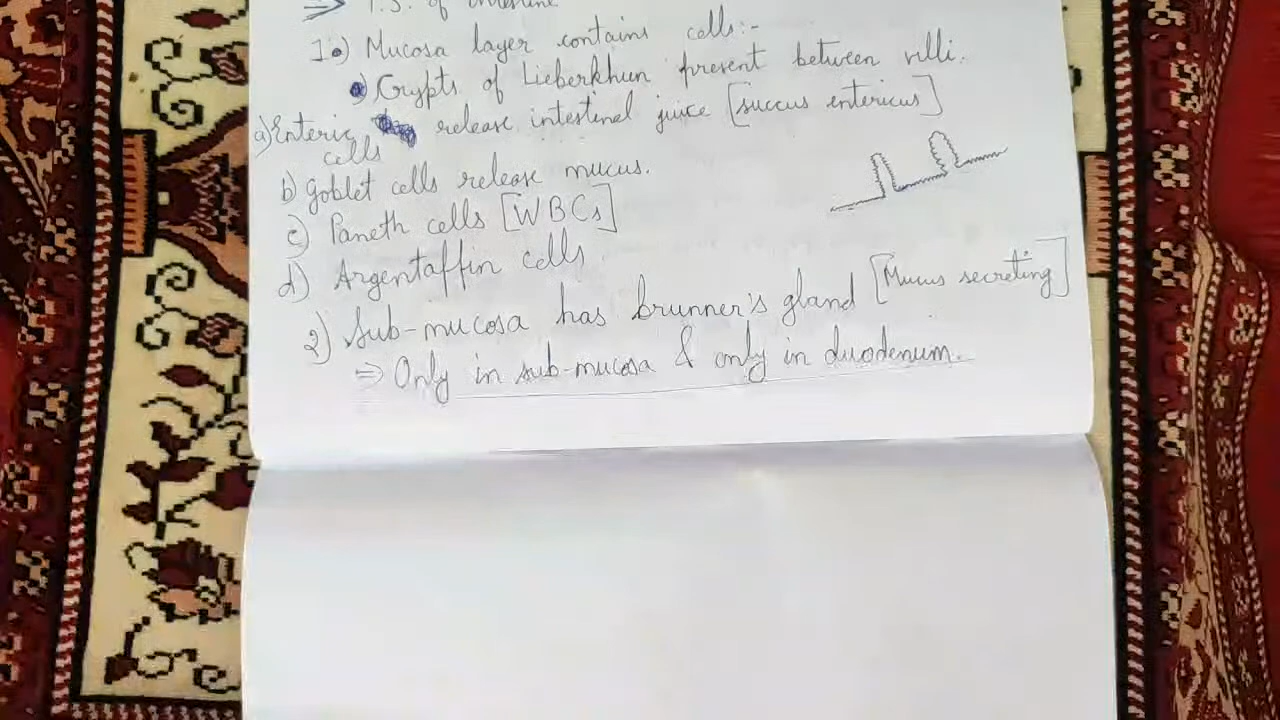 ⇒ T.S. of intestine
1•) Mucosa layer contains cells:-
•) Crypts of Lieberkhun present between villi.
a) Enteric cells release intestinal juice [succus entericus]
b) Goblet cells release mucus.
c) Paneth cells [WBCs]
d) Argentaffin cells
2) Sub-mucosa has brunner's gland [Mucus secreting]
⇒ Only in sub-mucosa & only in duodenum.